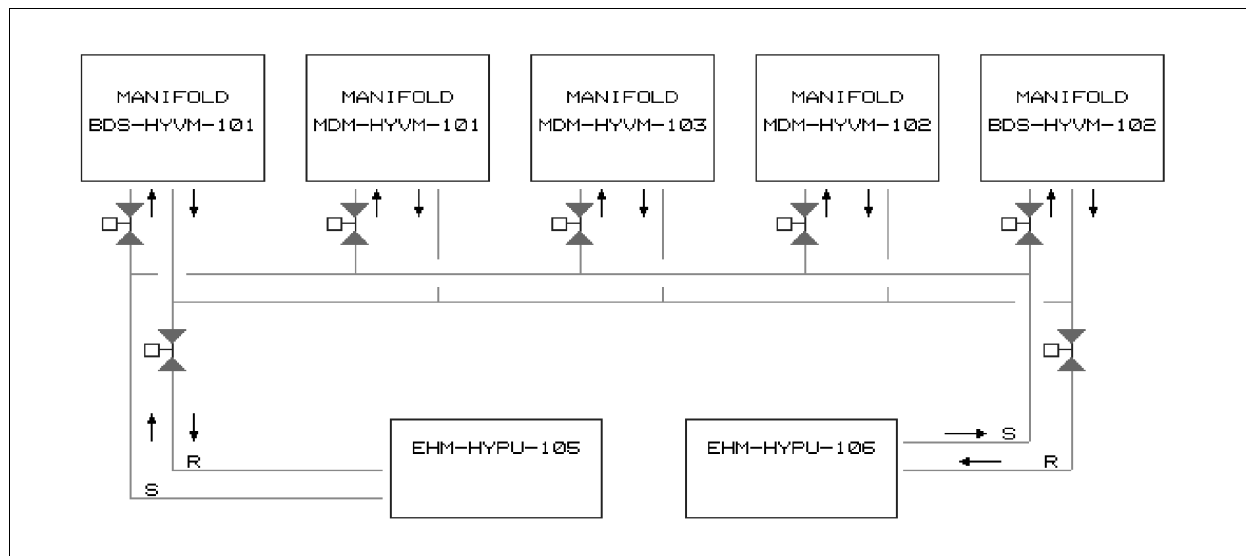 MANIFOLD
BDS-HYVM-101
MANIFOLD
MDM-HYVM-101
MANIFOLD
MDM-HYVM-103
MANIFOLD
MDM-HYVM-102
MANIFOLD
BDS-HYVM-102
R
S
EHM-HYPU-105
EHM-HYPU-106
S
R